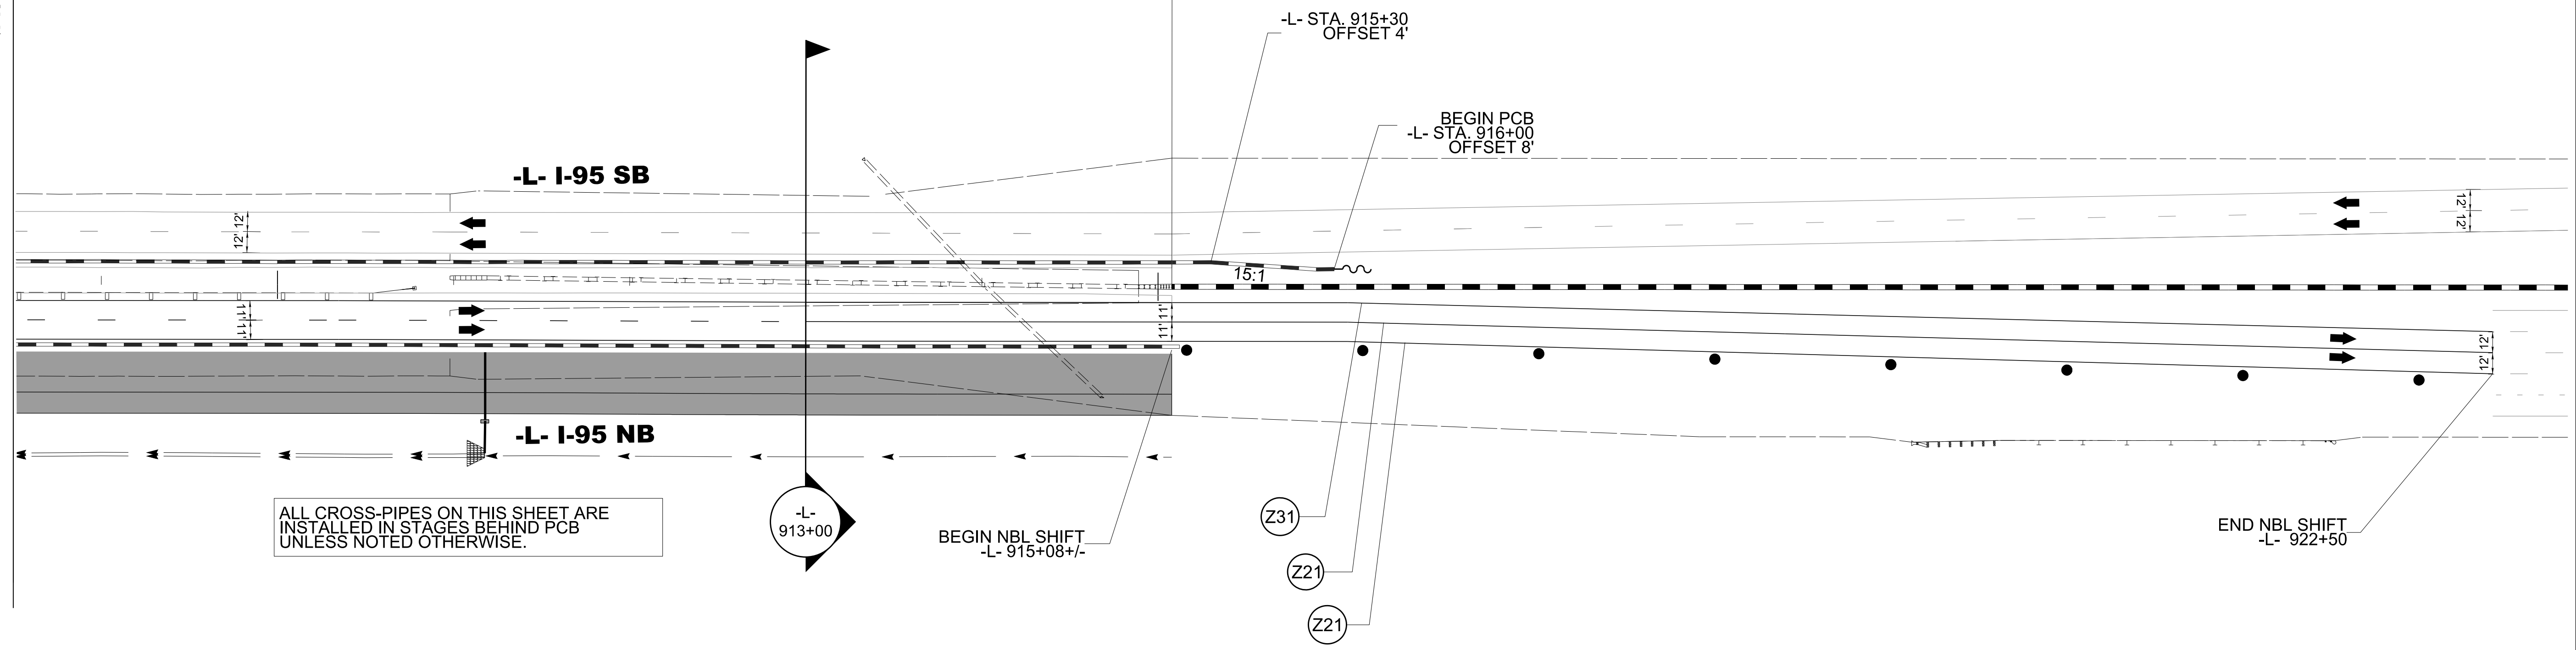 -L- STA. 915+30
OFFSET 4'
BEGIN PCB
-L- STA. 916+00
OFFSET 8'
-L- I-95 SB
12' 12'
12' 12'
15:1
11' 11'
11' 11'
12' 12'
-L- I-95 NB
ALL CROSS-PIPES ON THIS SHEET ARE
INSTALLED IN STAGES BEHIND PCB
UNLESS NOTED OTHERWISE.
-L-
913+00
BEGIN NBL SHIFT
-L- 915+08+/-
Z31
Z21
Z21
END NBL SHIFT
-L- 922+50